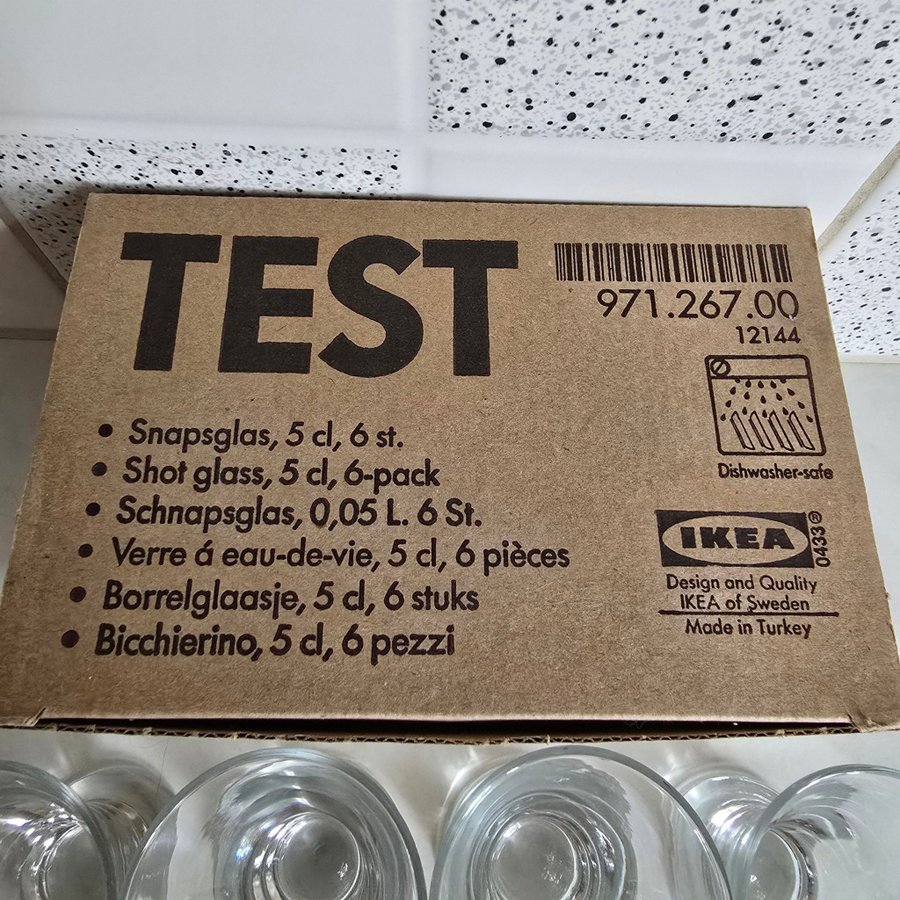 TEST
971.267.00
12144
• Snapsglas, 5 cl, 6 st.
• Shot glass, 5 cl, 6-pack
• Schnapsglas, 0,05 L. 6 St.
• Verre á eau-de-vie, 5 cl, 6 pièces
• Borrelglaasje, 5 cl, 6 stuks
• Bicchierino, 5 cl, 6 pezzi
Dishwasher-safe
IKEA®
0433
Design and Quality
IKEA of Sweden
Made in Turkey